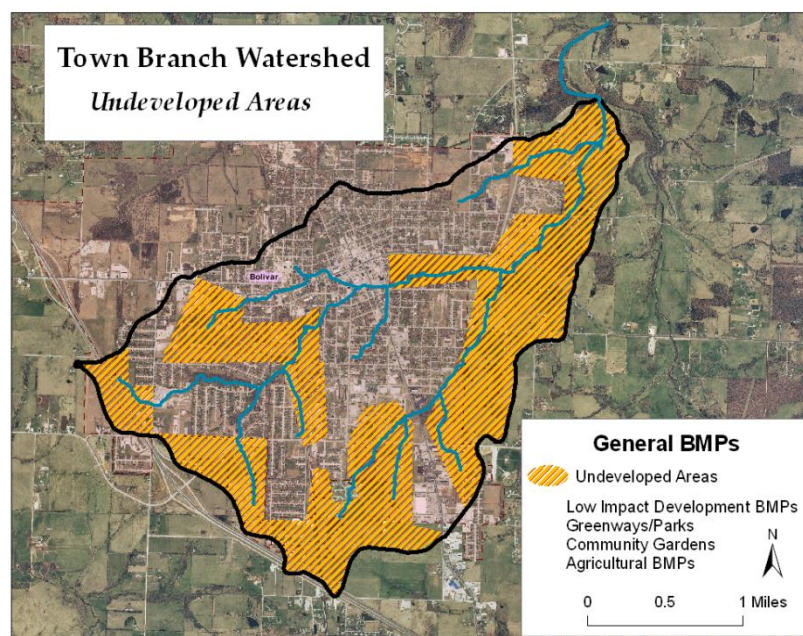 Town Branch Watershed
Undeveloped Areas
Bolivar
General BMPs
Undeveloped Areas
Low Impact Development BMPs
Greenways/Parks
Community Gardens
Agricultural BMPs
N
0 0.5 1 Miles